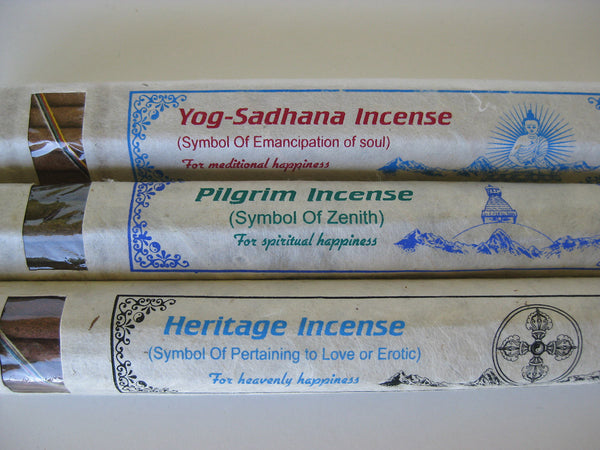 Yog-Sadhana Incense
(Symbol Of Emancipation of soul)
For meditional happiness
Pilgrim Incense
(Symbol Of Zenith)
For spiritual happiness
Heritage Incense
(Symbol Of Pertaining to Love or Erotic)
For heavenly happiness